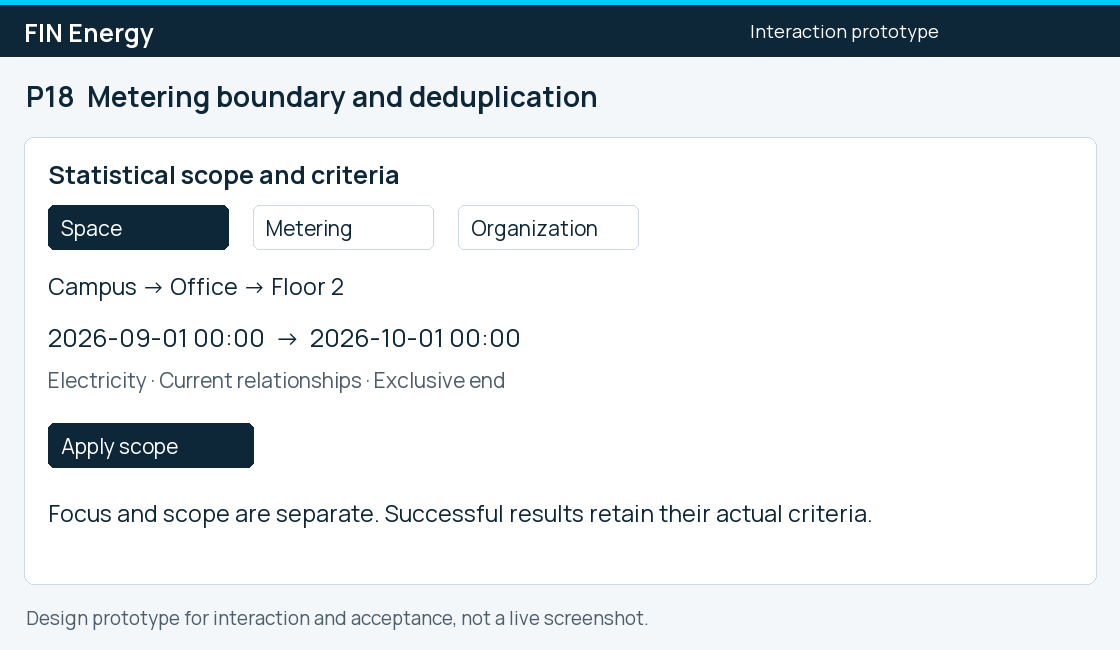 FIN Energy
Interaction prototype
P18 Metering boundary and deduplication
Statistical scope and criteria
Space
Metering
Organization
Campus → Office → Floor 2
2026-09-01 00:00 → 2026-10-01 00:00
Electricity · Current relationships · Exclusive end
Apply scope
Focus and scope are separate. Successful results retain their actual criteria.
Design prototype for interaction and acceptance, not a live screenshot.